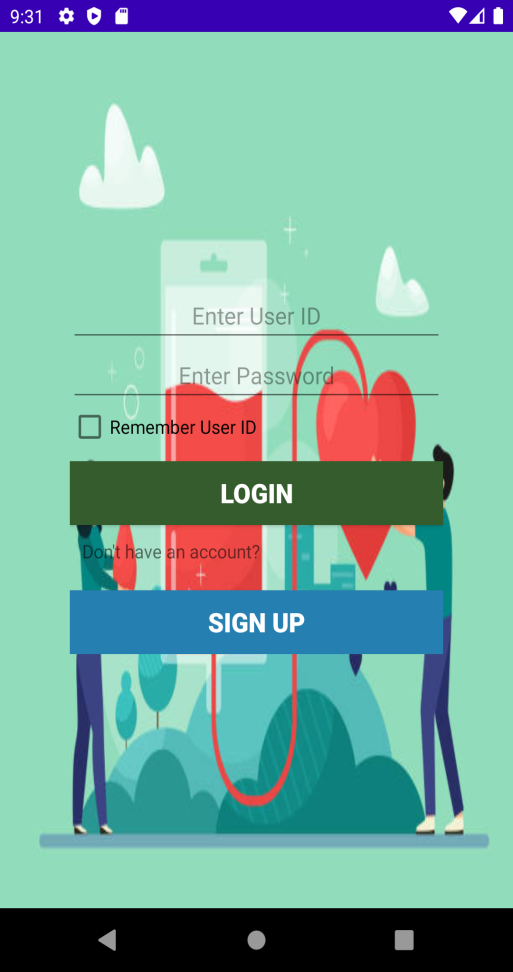 9:31
Enter User ID
Enter Password
Remember User ID
LOGIN
Don't have an account?
SIGN UP